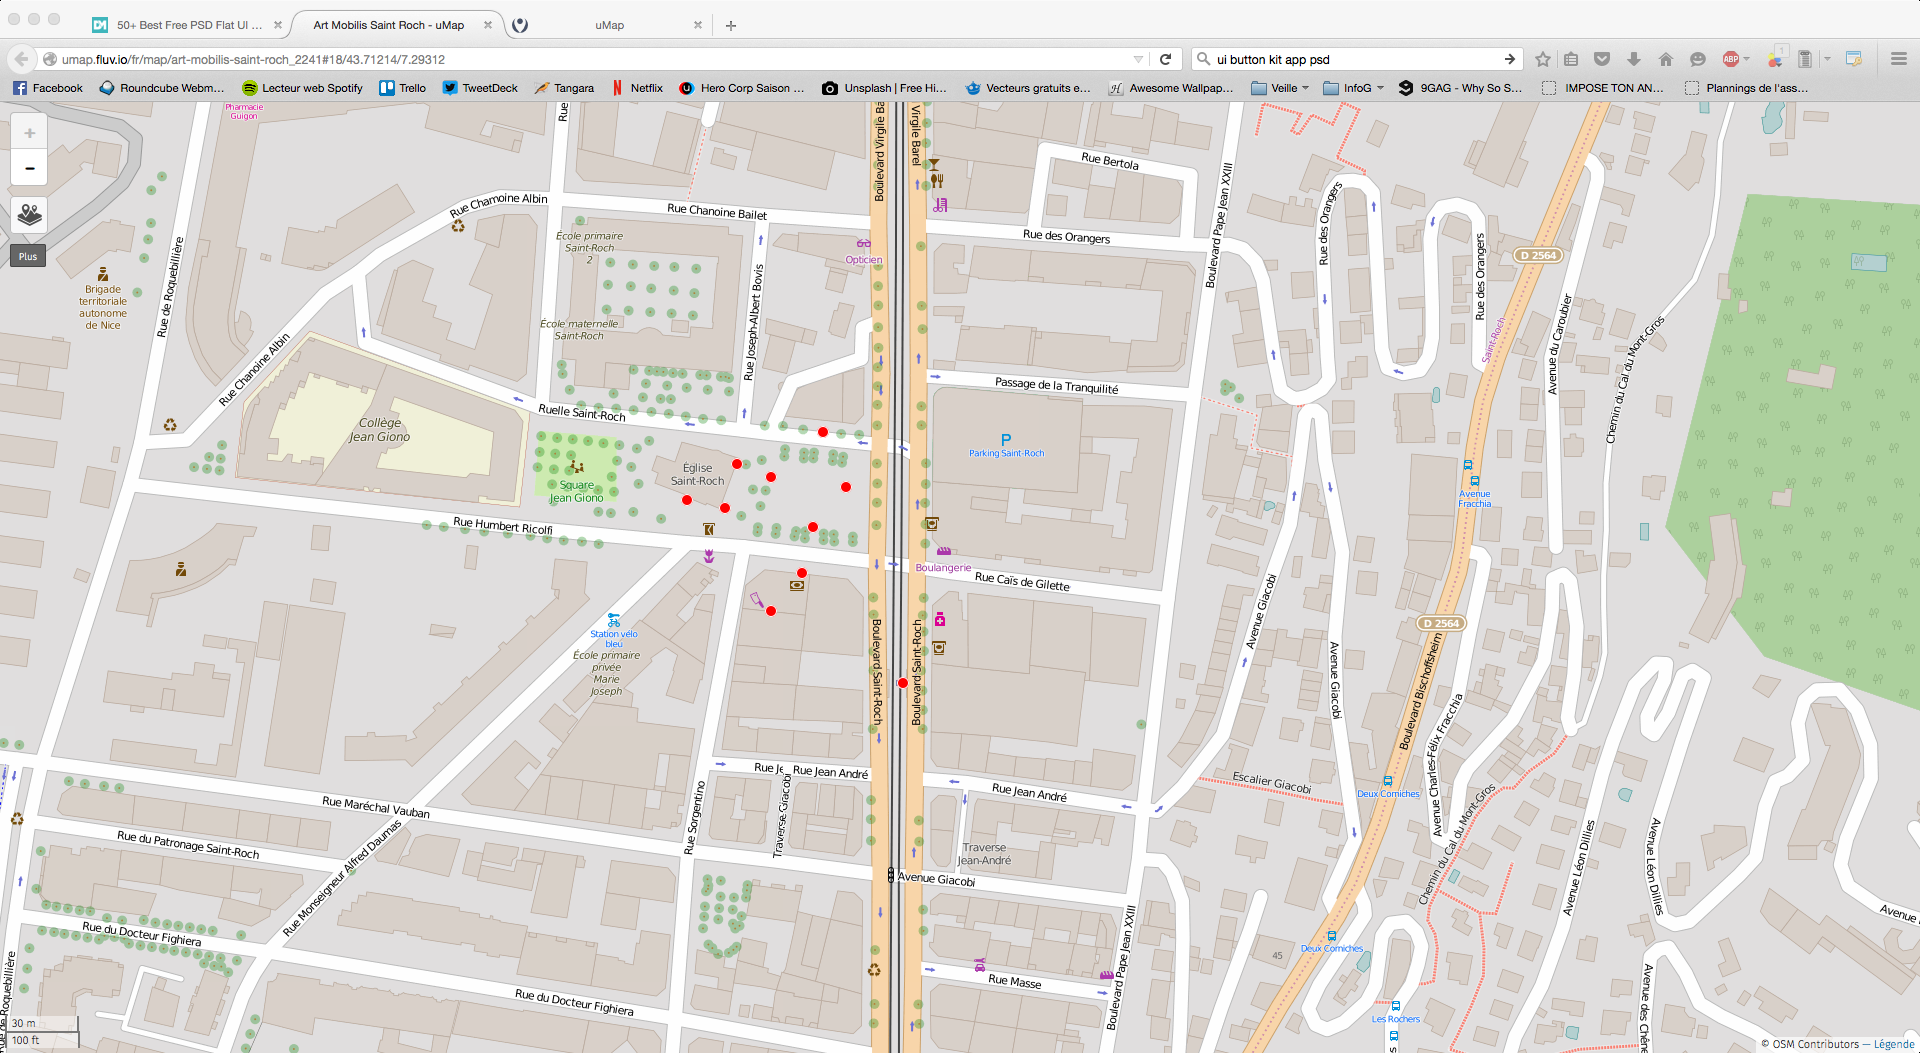 50+ Best Free PSD Flat UI ...
Art Mobilis Saint Roch - uMap
uMap
umap.fluv.io/fr/map/art-mobilis-saint-roch_2241#18/43.71214/7.29312
ui button kit app psd
ABP
1
Facebook
Roundcube Webm...
Lecteur web Spotify
Trello
TweetDeck
Tangara
Netflix
Hero Corp Saison ...
Unsplash | Free Hi...
Vecteurs gratuits e...
Awesome Wallpap...
Veille
InfoG
9GAG - Why So S...
IMPOSE TON AN...
Plannings de l'ass...
Pharmacie
Guigon
Rue
Boulevard Virgile Ba
Virgile Barel
Rue Bertola
Boulevard Pape Jean XXIII
Rue Chamoine Albin
Rue Chanoine Bailet
École primaire
Saint-Roch
2
Opticien
Rue des Orangers
Rue des Orangers
Rue des Orangers
D 2564
Plus
Rue de Roquebillière
Brigade
territoriale
autonome
de Nice
École maternelle
Saint-Roch
Rue Joseph-Albert Bovis
Rue Chanoine Albin
Saint-Roch
Avenue du Caroubier
Chemin du Cal du Mont-Gros
Passage de la Tranquilité
Ruelle Saint-Roch
Collège
Jean Giono
Église
Saint-Roch
Square
Jean Giono
P
Parking Saint-Roch
Avenue
Fracchia
Rue Humbert Ricolfi
Boulangerie
Rue Caïs de Gilette
Station vélo
bleu
École primaire
privée
Marie
Joseph
Boulevard Saint-Roch
Boulevard Saint-Roch
Avenue Giacobi
Avenue Giacobi
D 2564
Boulevard Bischoffsheim
Avenue Charles-Félix Fracchia
Rue Je
Rue Jean André
Rue Jean André
Escalier Giacobi
Deux Corniches
Rue Maréchal Vauban
Rue Sorgentino
Traverse Giacobi
Rue du Patronage Saint-Roch
Rue Monseigneur Alfred Daumas
Traverse
Jean-André
Avenue Giacobi
Chemin du Cal du Mont-Gros
Avenue Léon Dillies
Avenue Léon Dillies
Avenue
Rue du Docteur Fighiera
Boulevard Pape Jean XXIII
Deux Corniches
45
Rue Masse
Rue du Docteur Fighiera
Les Rochers
Avenue des Chêne
de Roquebillière
S
30 m
100 ft
© OSM Contributors — Légende